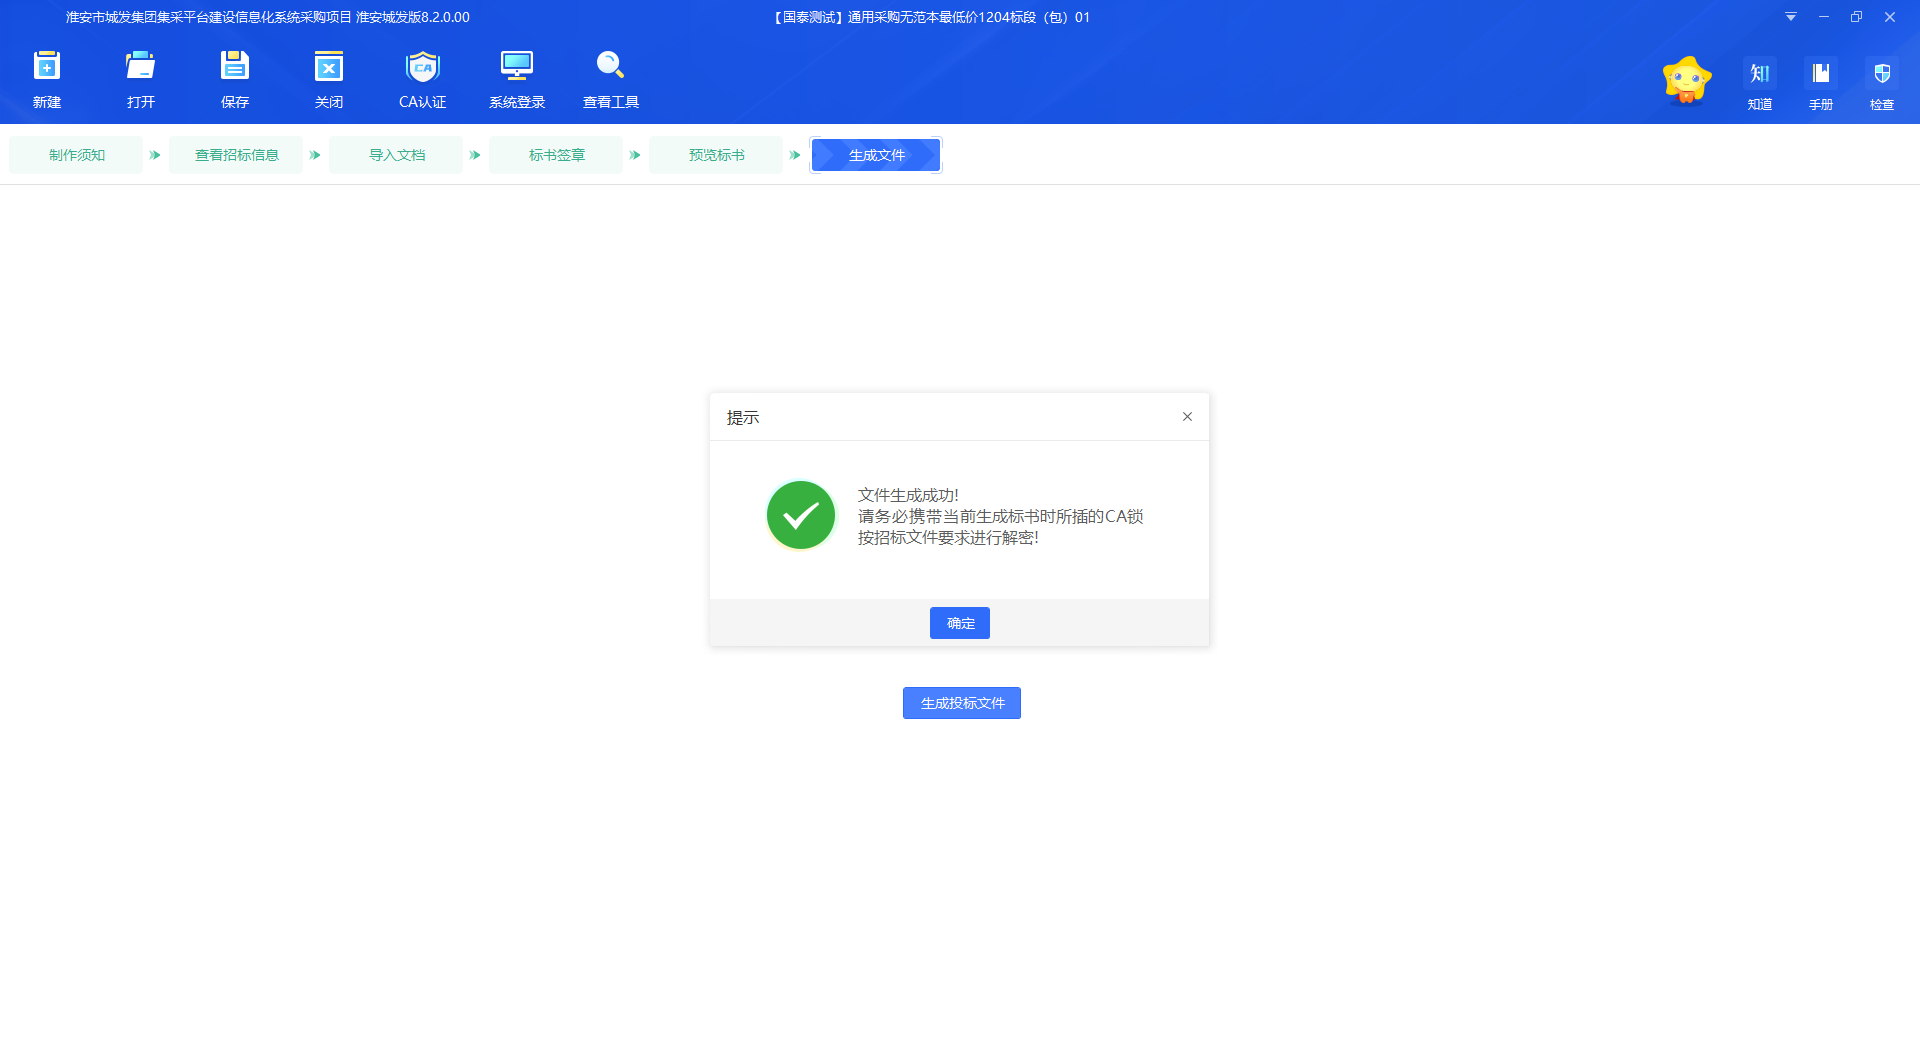 淮安市城发集团集采平台建设信息化系统采购项目 淮安城发版8.2.0.00
【国泰测试】通用采购无范本最低价1204标段（包）01
新建
打开
保存
关闭
CA
CA认证
系统登录
查看工具
知
知道
手册
检查
制作须知
查看招标信息
导入文档
标书签章
预览标书
生成文件
提示
文件生成成功!
请务必携带当前生成标书时所插的CA锁
按招标文件要求进行解密!
确定
生成投标文件